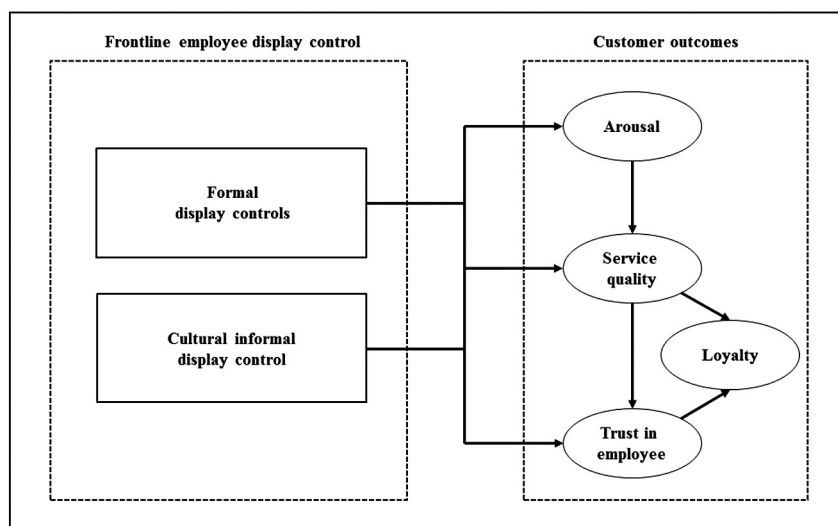 Frontline employee display control
Customer outcomes
Formal
display controls
Cultural informal
display control
Arousal
Service
quality
Loyalty
Trust in
employee